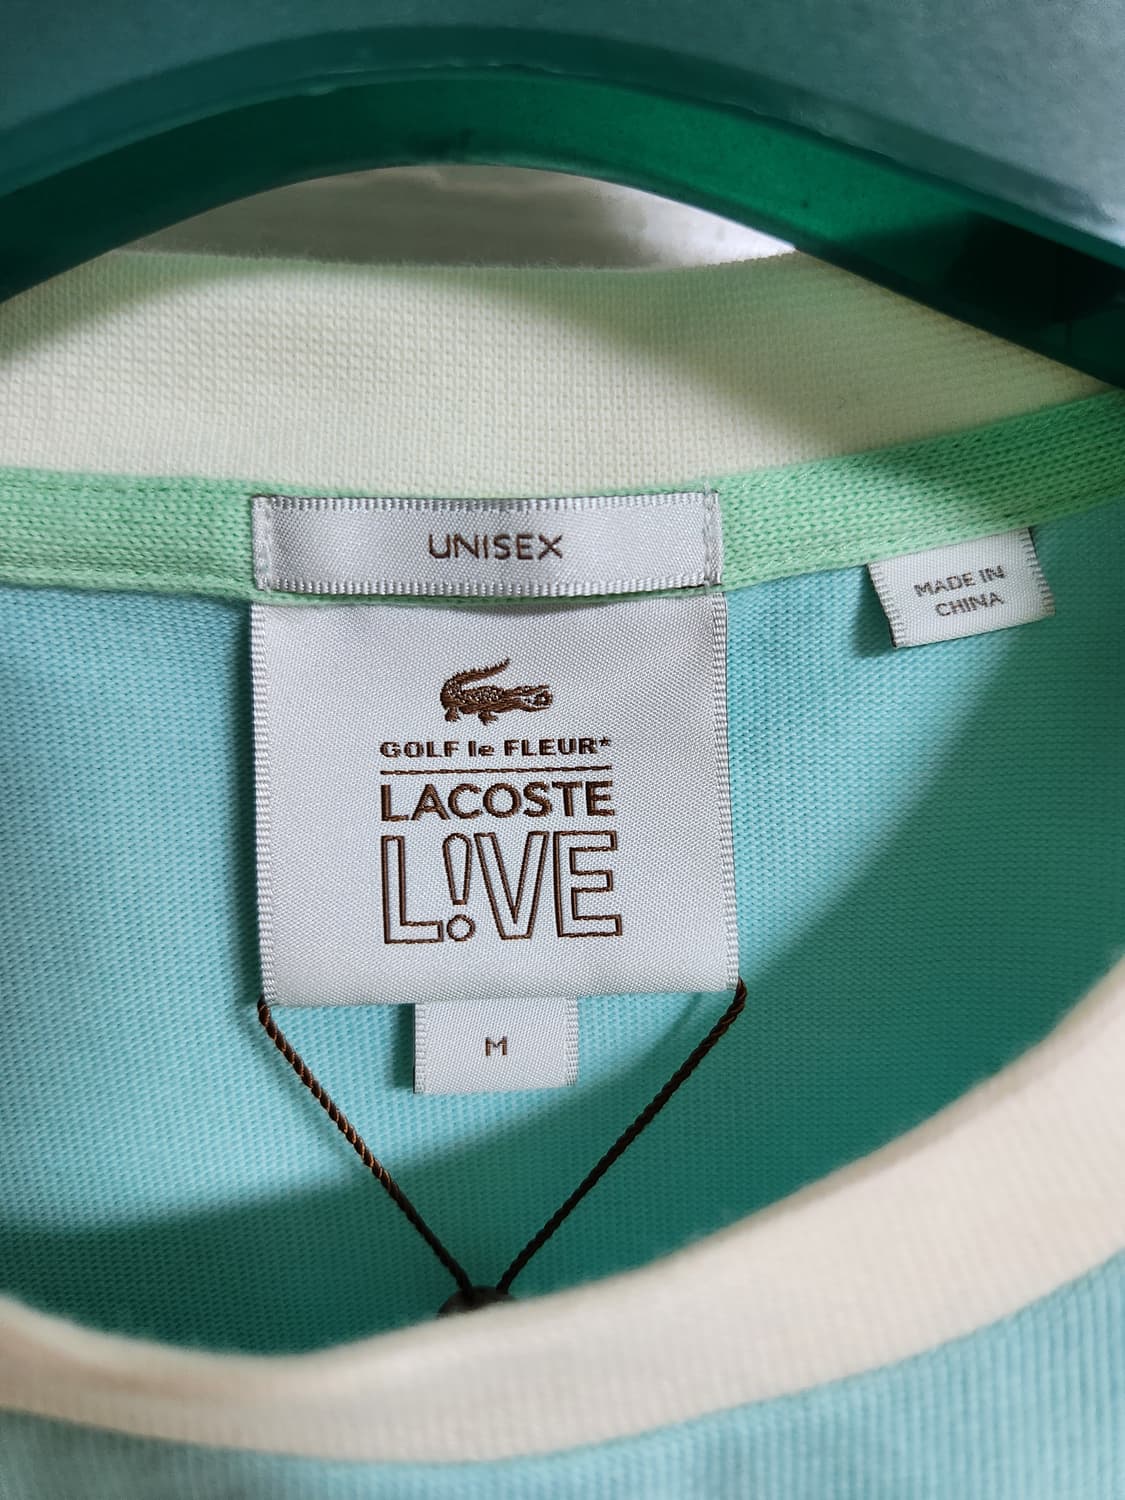 UNISEX
MADE IN
CHINA
GOLF le FLEUR*
LACOSTE
L!VE
M